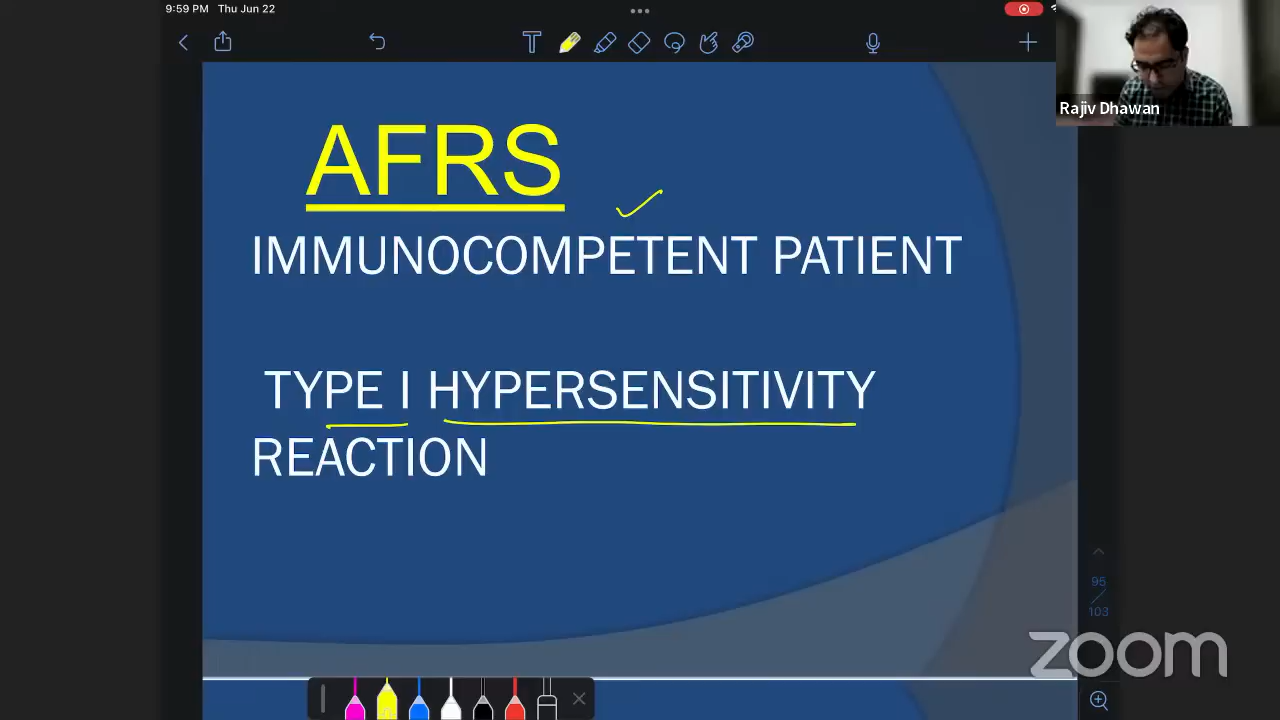 9:59 PM Thu Jun 22
Rajiv Dhawan
AFRS
IMMUNOCOMPETENT PATIENT
TYPE I HYPERSENSITIVITY
REACTION
95
103
zoom